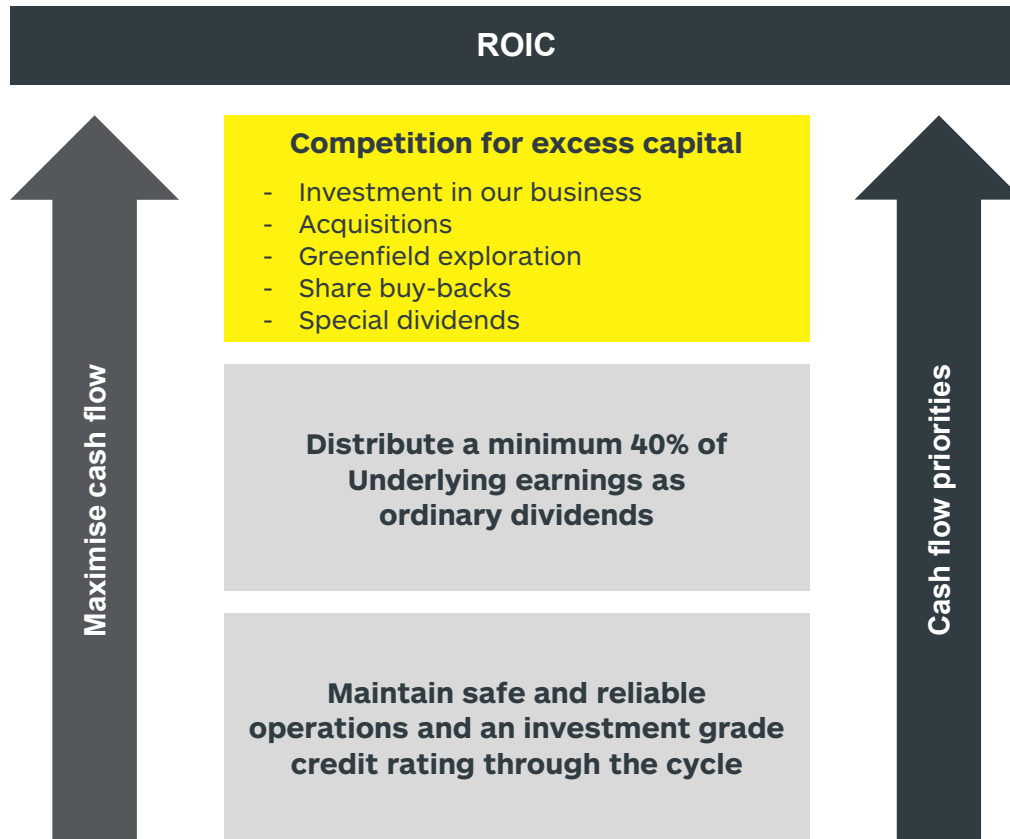 ROIC
Competition for excess capital
- Investment in our business
- Acquisitions
- Greenfield exploration
- Share buy-backs
- Special dividends
Maximise cash flow
Cash flow priorities
Distribute a minimum 40% of
Underlying earnings as
ordinary dividends
Maintain safe and reliable
operations and an investment grade
credit rating through the cycle